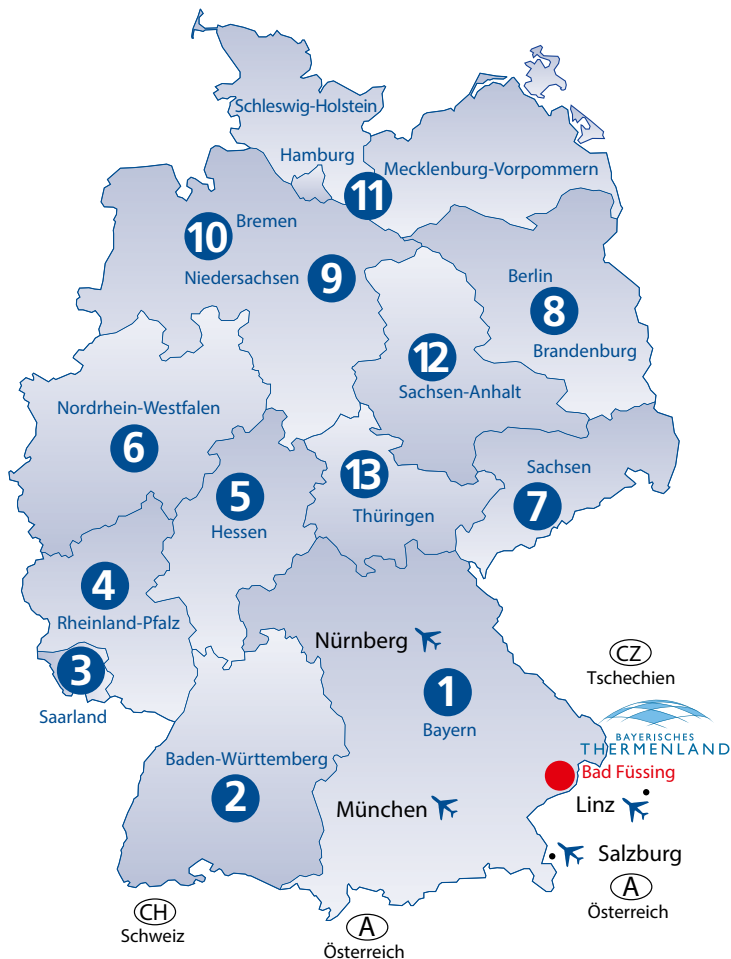 Schleswig-Holstein
Hamburg
Mecklenburg-Vorpommern
11
Bremen
10
Niedersachsen
9
Berlin
8
Brandenburg
12
Sachsen-Anhalt
Nordrhein-Westfalen
6
13
Thüringen
Sachsen
7
5
Hessen
4
Rheinland-Pfalz
3
Saarland
Nürnberg
1
Bayern
CZ
Tschechien
BAYERISCHES
THERMENLAND
Bad Füssing
Baden-Württemberg
2
München
Linz
Salzburg
A
Österreich
CH
Schweiz
A
Österreich